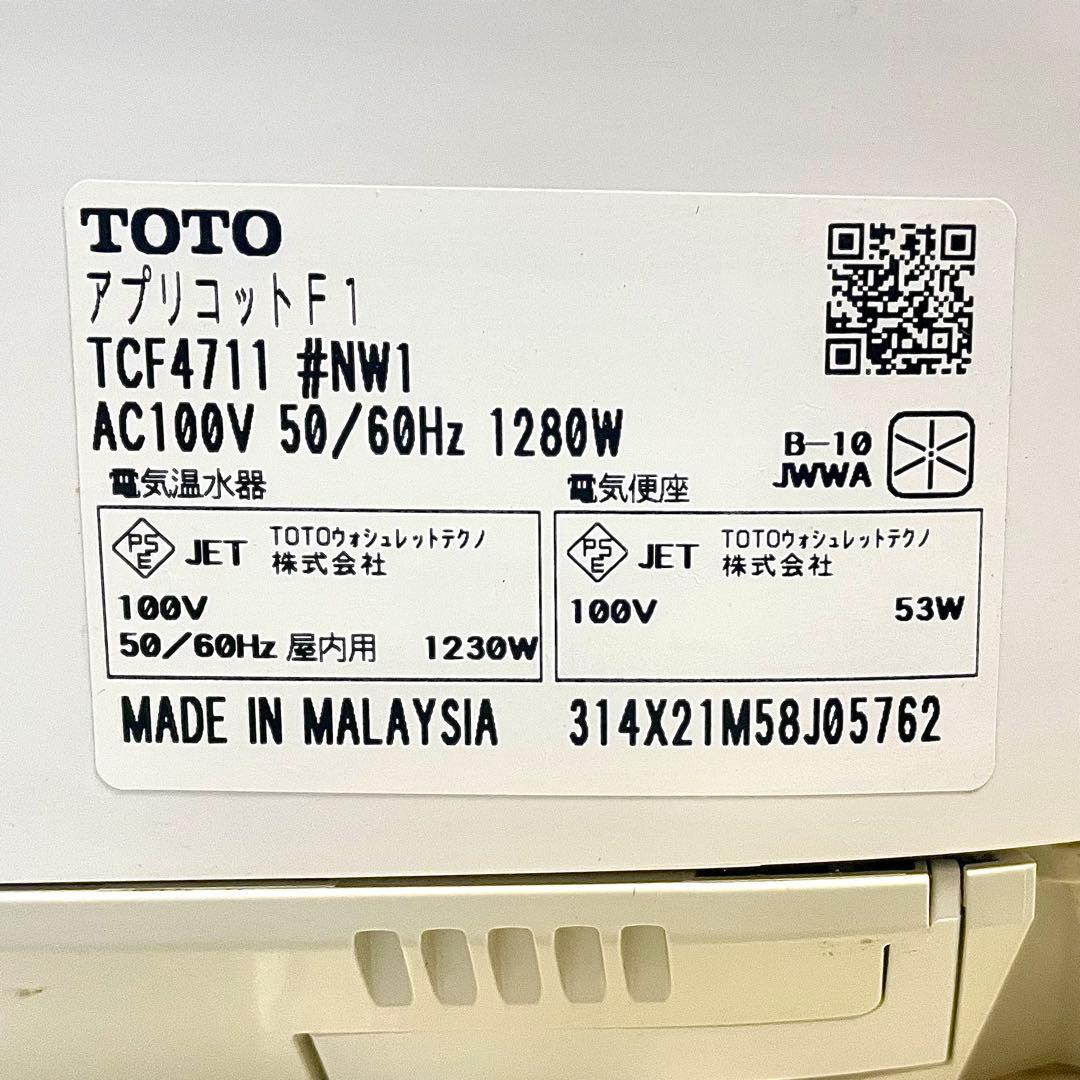 TOTO
アプリコットF1
TCF4711 #NW1
AC100V 50/60Hz 1280W
B-10
JWWA
電気温水器
PSE JET TOTOウォシュレットテクノ
株式会社
100V
50/60Hz 屋内用 1230W
電気便座
PSE JET TOTOウォシュレットテクノ
株式会社
100V 53W
MADE IN MALAYSIA 314X21M58J05762